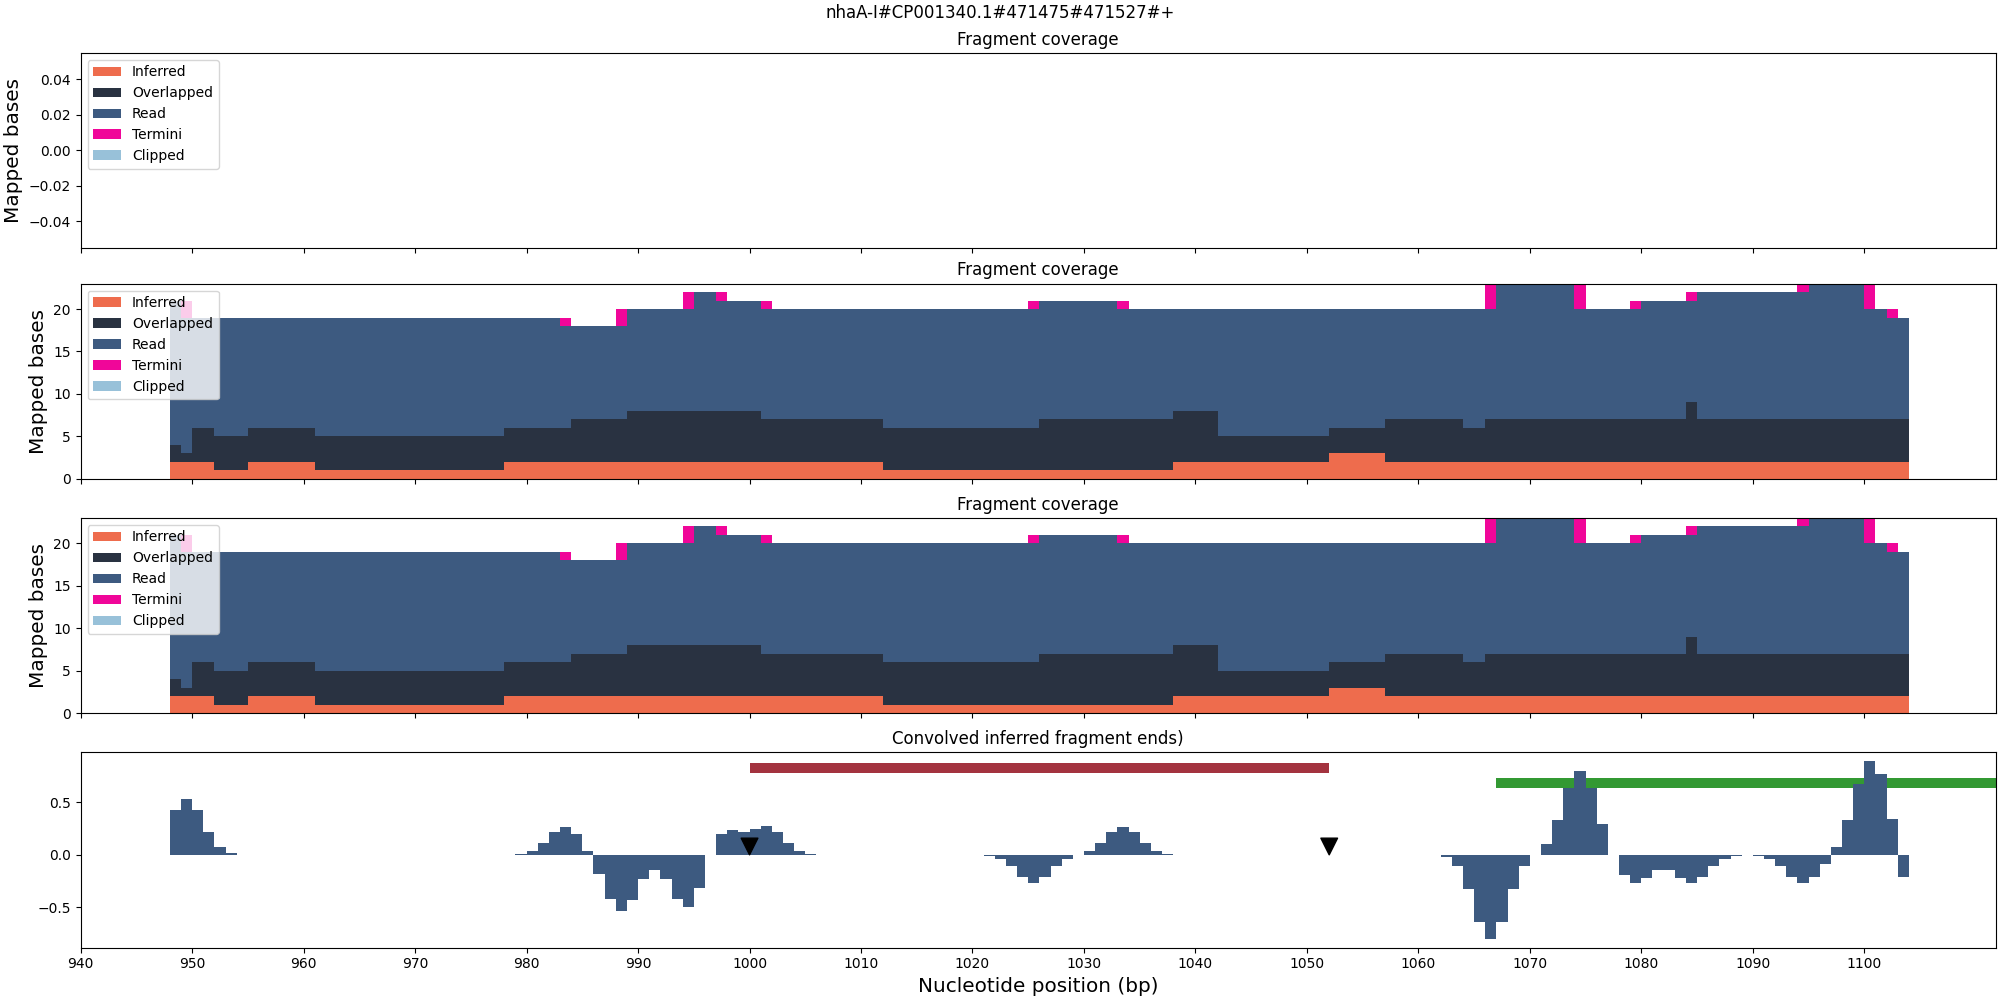 nhaA-I#CP001340.1#471475#471527#+
Fragment coverage
Mapped bases
0.04
0.02
0.00
−0.02
−0.04
Inferred
Overlapped
Read
Termini
Clipped
Fragment coverage
Mapped bases
20
15
10
5
0
Inferred
Overlapped
Read
Termini
Clipped
Fragment coverage
Mapped bases
20
15
10
5
0
Inferred
Overlapped
Read
Termini
Clipped
Convolved inferred fragment ends)
0.5
0.0
−0.5
940 950 960 970 980 990 1000 1010 1020 1030 1040 1050 1060 1070 1080 1090 1100
Nucleotide position (bp)